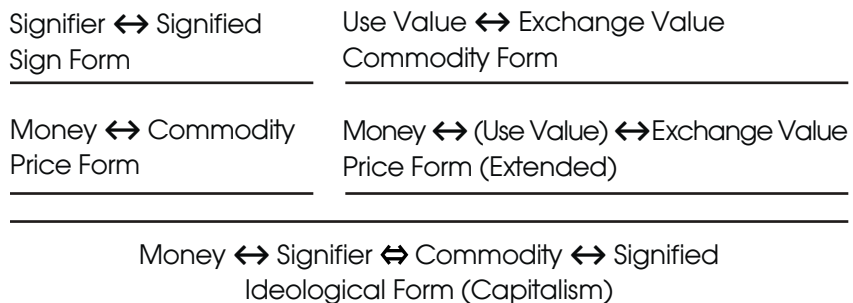 Signifier ↔ Signified
Sign Form
Use Value ↔ Exchange Value
Commodity Form
Money ↔ Commodity
Price Form
Money ↔ (Use Value) ↔Exchange Value
Price Form (Extended)
Money ↔ Signifier ⇔ Commodity ↔ Signified
Ideological Form (Capitalism)